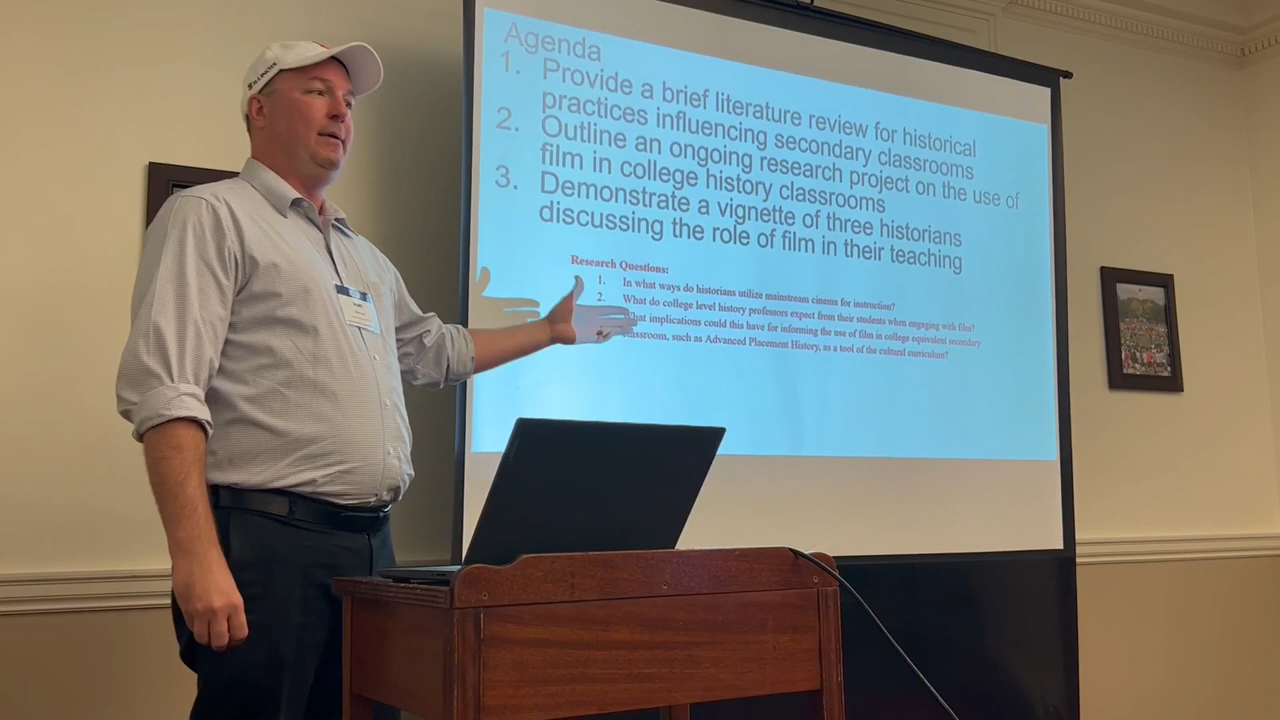 ILLINOIS
Agenda
1. Provide a brief literature review for historical
practices influencing secondary classrooms
2. Outline an ongoing research project on the use of
film in college history classrooms
3. Demonstrate a vignette of three historians
discussing the role of film in their teaching
Research Questions:
1. In what ways do historians utilize mainstream cinema for instruction?
2. What do college level history professors expect from their students when engaging with film?
What implications could this have for informing the use of film in college equivalent secondary
classroom, such as Advanced Placement History, as a tool of the cultural curriculum?